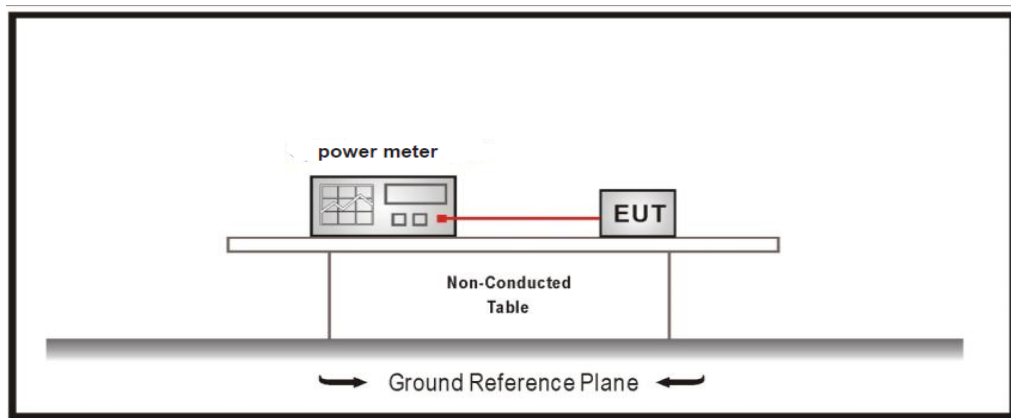 power meter
EUT
Non-Conducted
Table
Ground Reference Plane